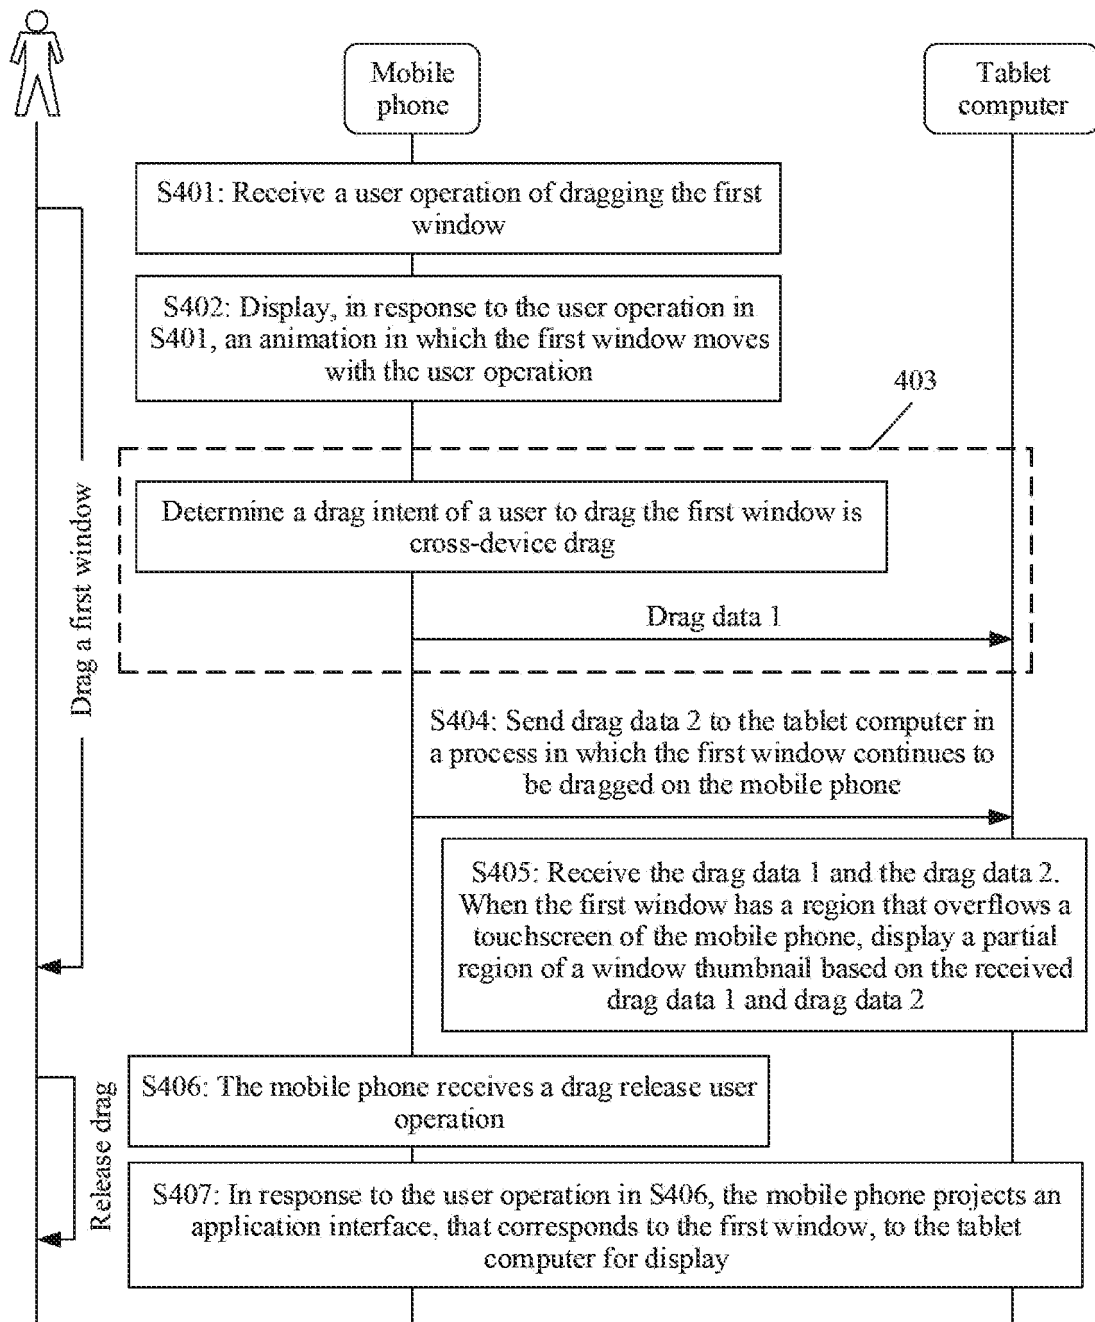 Mobile
phone
Tablet
computer
S401: Receive a user operation of dragging the first
window
S402: Display, in response to the user operation in
S401, an animation in which the first window moves
with the user operation
403
Determine a drag intent of a user to drag the first window is
cross-device drag
Drag data 1
Drag a first window
S404: Send drag data 2 to the tablet computer in
a process in which the first window continues to
be dragged on the mobile phone
S405: Receive the drag data 1 and the drag data 2.
When the first window has a region that overflows a
touchscreen of the mobile phone, display a partial
region of a window thumbnail based on the received
drag data 1 and drag data 2
S406: The mobile phone receives a drag release user
operation
Release drag
S407: In response to the user operation in S406, the mobile phone projects an
application interface, that corresponds to the first window, to the tablet
computer for display